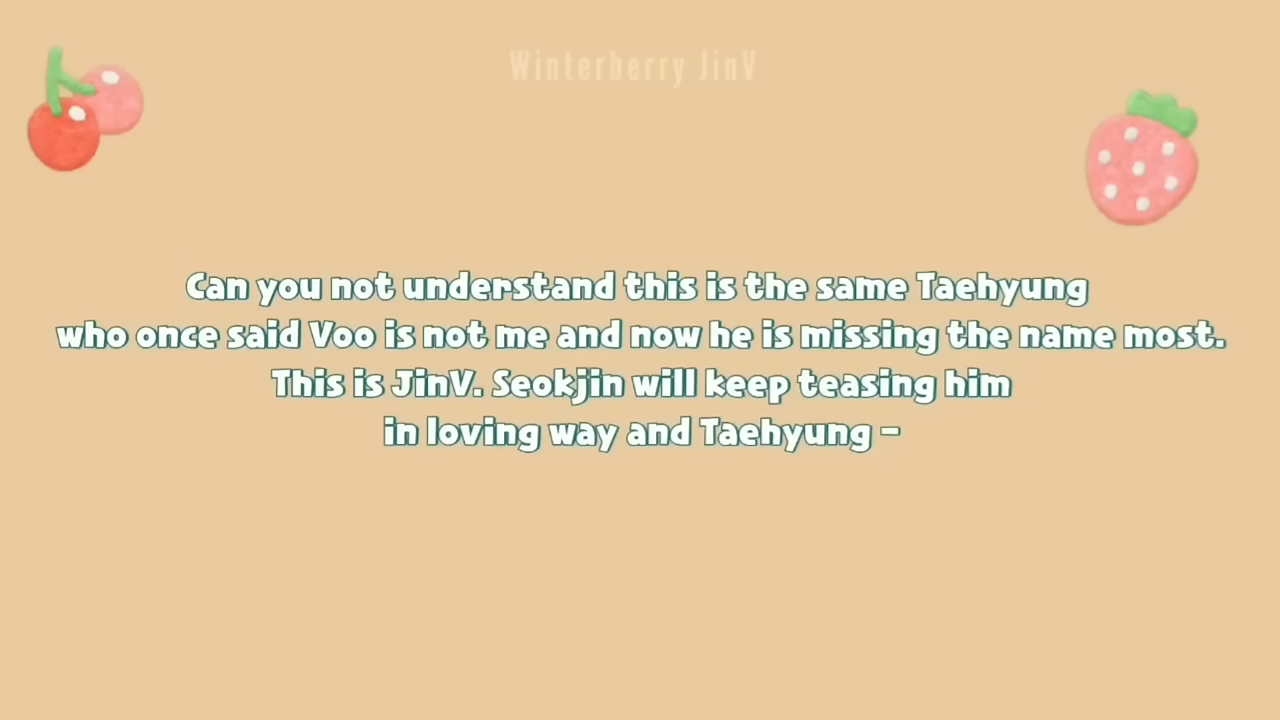 Winterberry JinV
Can you not understand this is the same Taehyung
who once said Voo is not me and now he is missing the name most.
This is JinV. Seokjin will keep teasing him
in loving way and Taehyung -